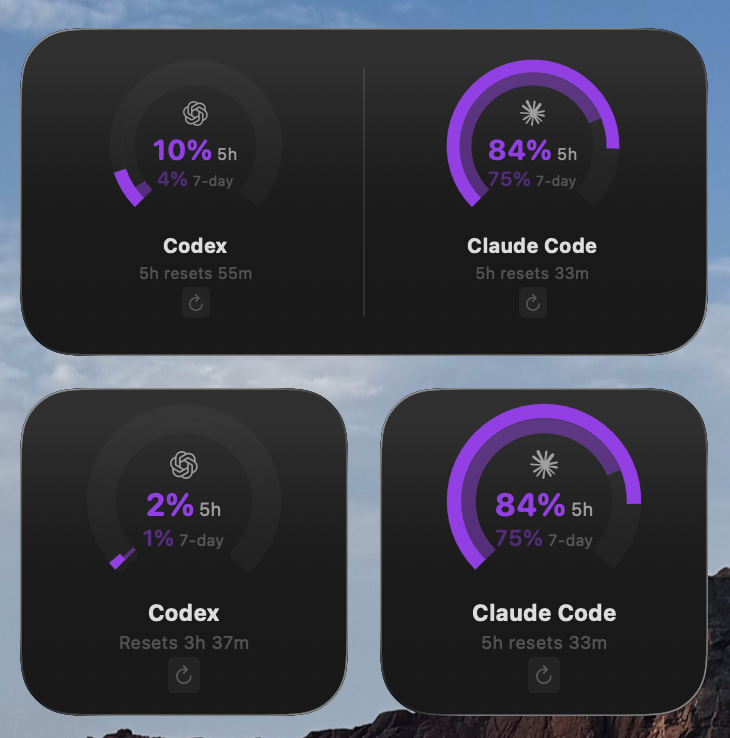 10% 5h
4% 7-day
Codex
5h resets 55m
84% 5h
75% 7-day
Claude Code
5h resets 33m
2% 5h
1% 7-day
Codex
Resets 3h 37m
84% 5h
75% 7-day
Claude Code
5h resets 33m